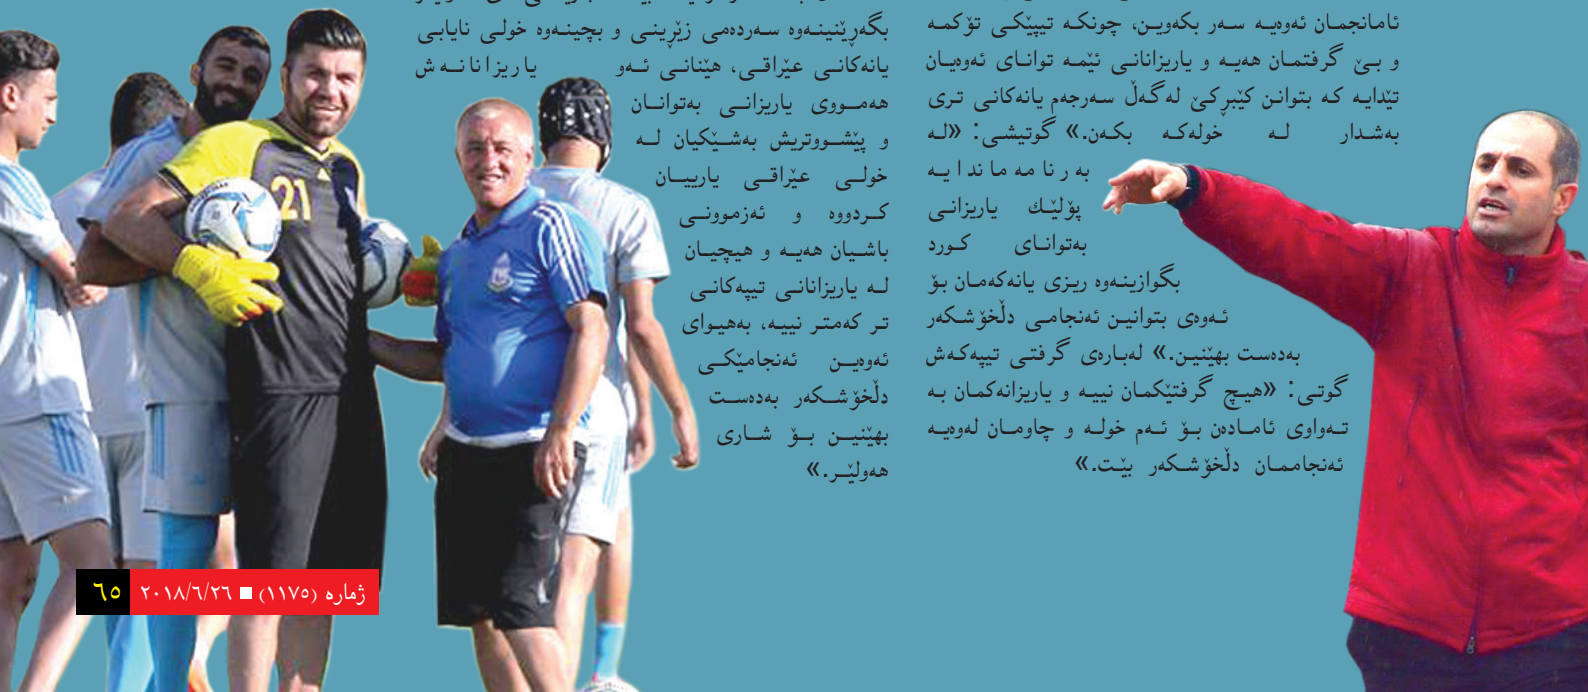 ئامانجمان ئەوەیە سەر بکەوین، چونکە تیپێکی تۆکمە
و بێ گرفتمان هەیە و یاریزانانی ئێمە توانای ئەوەیان
تێدایە کە بتوانن کێبڕکێ لەگەڵ سەرجەم یانەکانی تری
بەشدار لە خولەکە بکەن.» گوتیشی: «لە
بەرنامەماندایە
پۆلێك یاریزانی
بەتوانای کورد
بگوازینەوە ریزی یانەکەمان بۆ
ئەوەی بتوانین ئەنجامی دڵخۆشکەر
بەدەست بهێنین.» لەبارەی گرفتی تیپەکەش
گوتی: «هیچ گرفتێکمان نییە و یاریزانەکمان بە
تەواوی ئامادەن بۆ ئەم خولە و چاومان لەوەیە
ئەنجاممان دڵخۆشکەر بێت.»
بگەڕێنینەوە سەردەمی زێڕینی و بچینەوە خولی نایابی
یانەکانی عێراقی، هێنانی ئەو یاریزانانەش
هەمووی یاریزانی بەتوانان
و پێشووتریش بەشێکیان لە
خولی عێراقی یارییان
کردووە و ئەزموونی
باشیان هەیە و هیچیان
لە یاریزانانی تیپەکانی
تر کەمتر نییە، بەهیوای
ئەوەین ئەنجامێکی
دڵخۆشکەر بەدەست
بهێنین بۆ شاری
هەولێر.»
ژمارە (١١٧٥) ■ ٢٠١٨/٦/٢٦ ٦٥
21